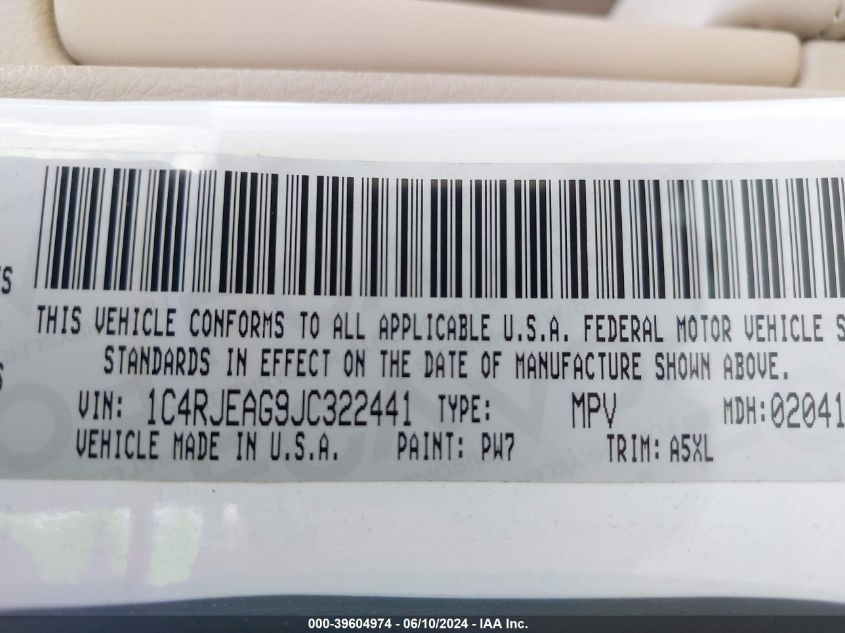 THIS VEHICLE CONFORMS TO ALL APPLICABLE U.S.A. FEDERAL MOTOR VEHICLE S
STANDARDS IN EFFECT ON THE DATE OF MANUFACTURE SHOWN ABOVE.
VIN: 1C4RJEAG9JC322441 TYPE: MPV MDH:02041
VEHICLE MADE IN U.S.A. PAINT: PW7 TRIM: A5XL
000-39604974 - 06/10/2024 - IAA Inc.